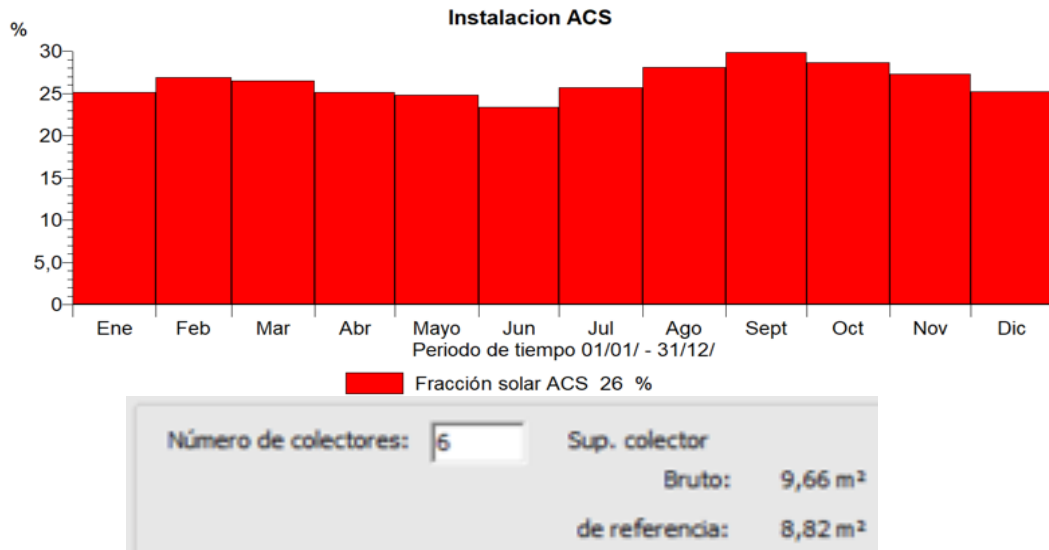 Instalacion ACS
%
30
25
20
15
10
5,0
0
Ene Feb Mar Abr Mayo Jun Jul Ago Sept Oct Nov Dic
Periodo de tiempo 01/01/ - 31/12/
Fracción solar ACS 26 %
Número de colectores: 6 Sup. colector
Bruto: 9,66 m²
de referencia: 8,82 m²